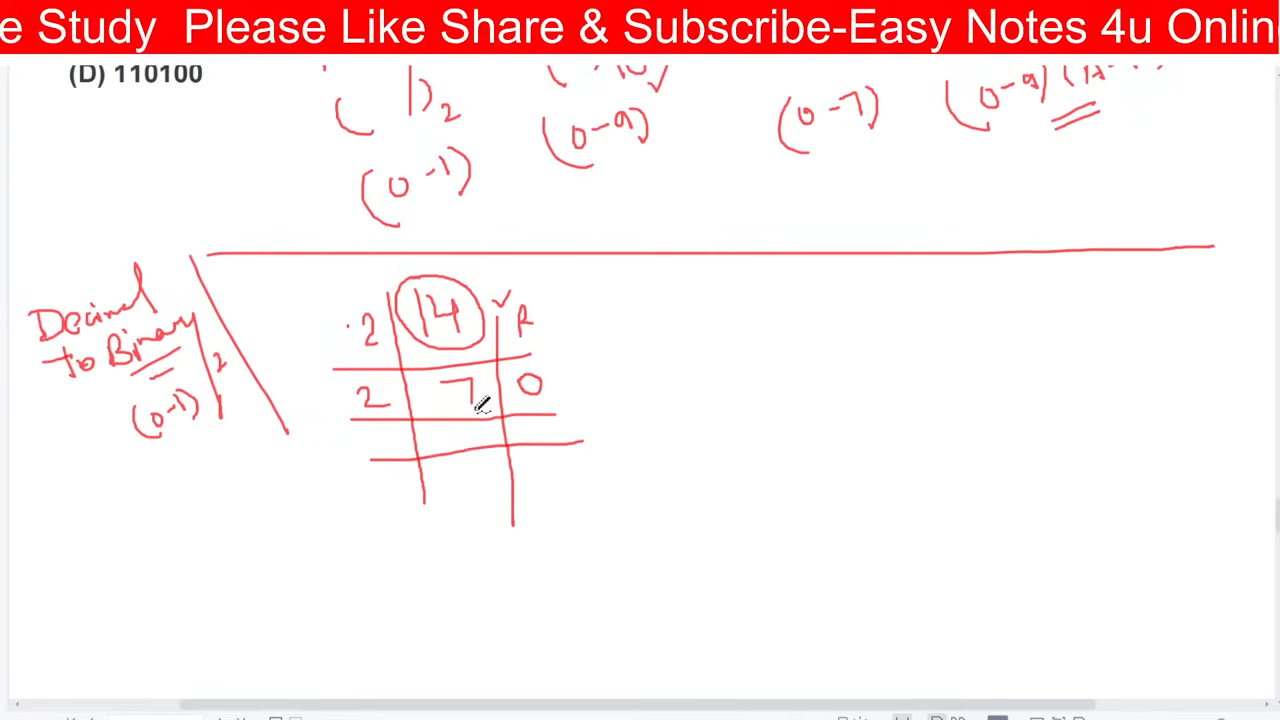 e Study Please Like Share & Subscribe-Easy Notes 4u Onlin
(D) 110100
( )2
(0-1)
(0-9)
(0-7)
(0-9)
Decimal
To Binary
(0-1)
2
2 14 R
2 7 0